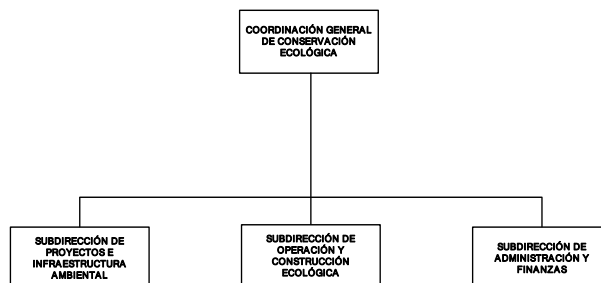 COORDINACIÓN GENERAL
DE CONSERVACIÓN
ECOLÓGICA
SUBDIRECCIÓN DE
PROYECTOS E
INFRAESTRUCTURA
AMBIENTAL
SUBDIRECCIÓN DE
OPERACIÓN Y
CONSTRUCCIÓN
ECOLÓGICA
SUBDIRECCIÓN DE
ADMINISTRACIÓN Y
FINANZAS